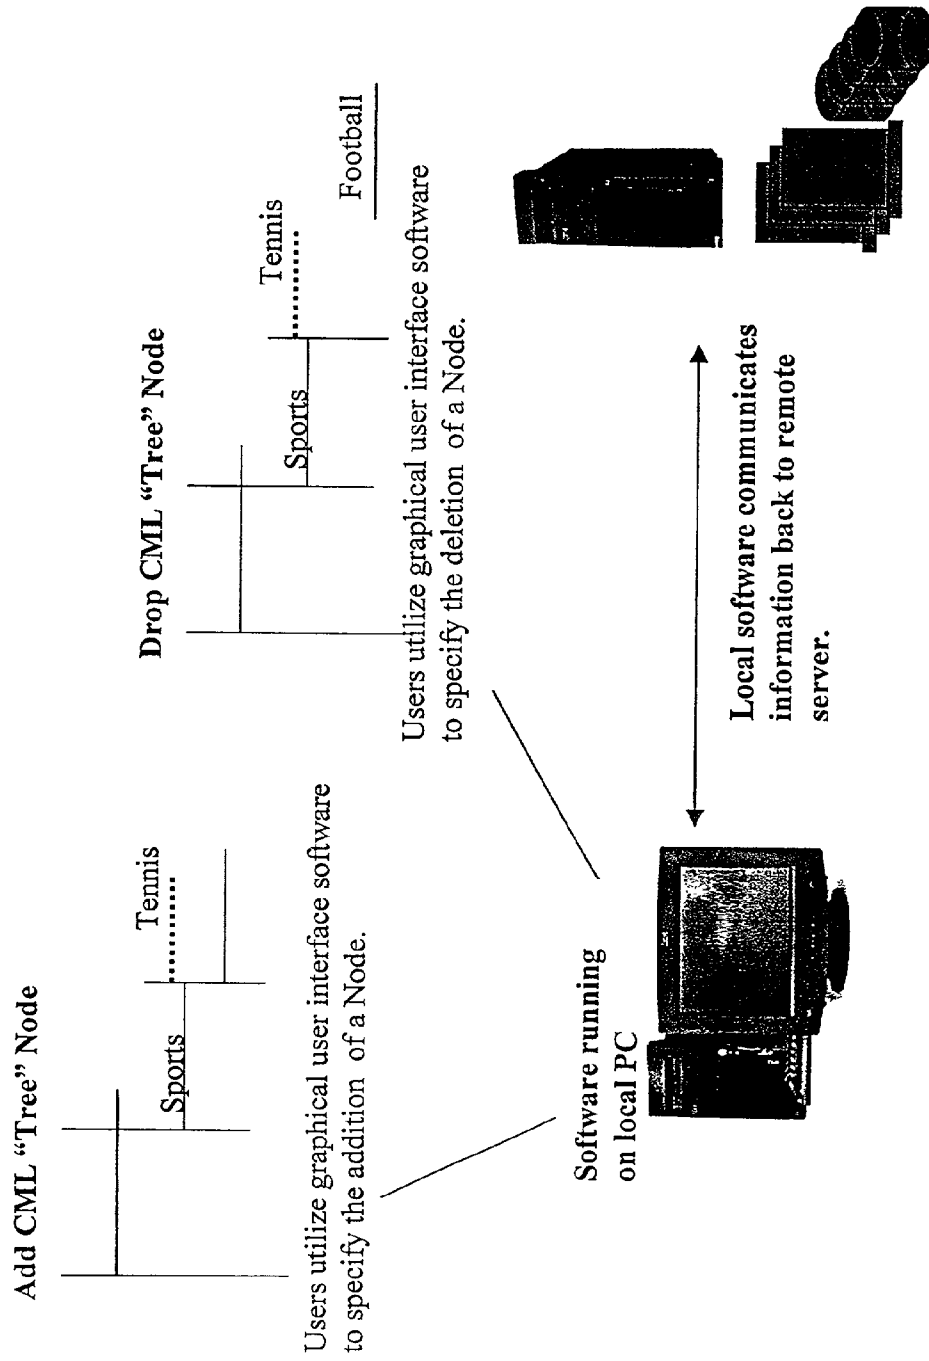 Add CML “Tree” Node
Sports
Tennis
Users utilize graphical user interface software
to specify the addition of a Node.
Drop CML “Tree” Node
Sports
Tennis
Football
Users utilize graphical user interface software
to specify the deletion of a Node.
Software running
on local PC
Local software communicates
information back to remote
server.